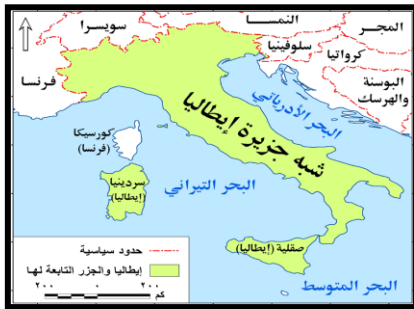 سويسرا
النمسا
المجر
سلوفينيا
كرواتيا
البوسنة
والهرسك
فرنسا
البحر الأدرياتي
شبه جزيرة إيطاليا
كورسيكا
(فرنسا)
سردينيا
(إيطاليا)
البحر التيراني
صقلية (إيطاليا)
البحر المتوسط
حدود سياسية
إيطاليا والجزر التابعة لها
٢٠٠ ٠ ٢٠٠
كم